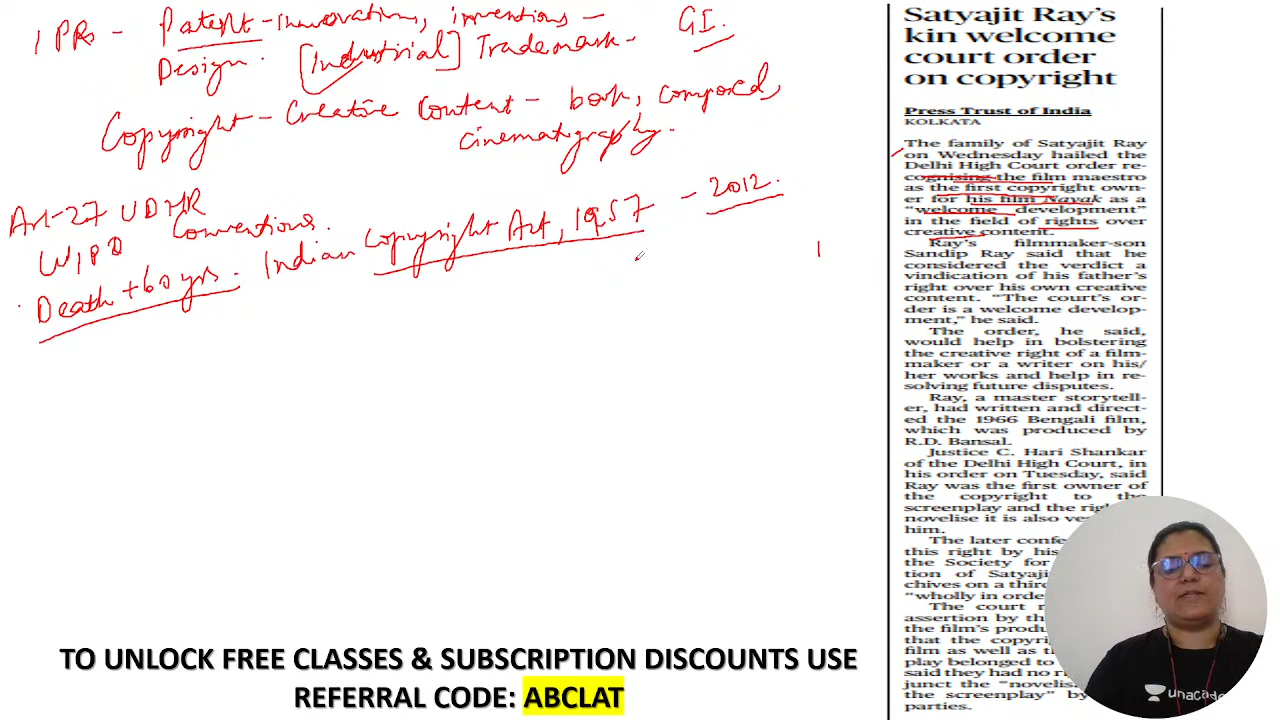 IPRs - Patent - Innovations, inventions -
Design. [Industrial] Trademark - GI.
Copyright - Creative Content - book, composed,
cinematography.
Art-27 UDHR
WIPO Conventions.
Indian copyright Act, 1957 - 2012.
Death + 60 yrs.
TO UNLOCK FREE CLASSES & SUBSCRIPTION DISCOUNTS USE
REFERRAL CODE: ABCLAT
Satyajit Ray's
kin welcome
court order
on copyright
Press Trust of India
KOLKATA
The family of Satyajit Ray
on Wednesday hailed the
Delhi High Court order re-
cognising the film maestro
as the first copyright own-
er for his film Nayak as a
"welcome development"
in the field of rights over
creative content.
Ray's filmmaker-son
Sandip Ray said that he
considered the verdict a
vindication of his father's
right over his own creative
content. "The court's or-
der is a welcome develop-
ment," he said.
The order, he said,
would help in bolstering
the creative right of a film-
maker or a writer on his/
her works and help in re-
solving future disputes.
Ray, a master storytell-
er, had written and direct-
ed the 1966 Bengali film,
which was produced by
R.D. Bansal.
Justice C. Hari Shankar
of the Delhi High Court, in
his order on Tuesday, said
Ray was the first owner of
the copyright to the
screenplay and the
novelise it is also
him.
The later
this right by his
the Society for
tion of
chives on a
"wholly in
The court
assertion by
the film's
that the
film as well as
play belonged to
said they had no
junct the
the screenplay" by
parties.
unacade